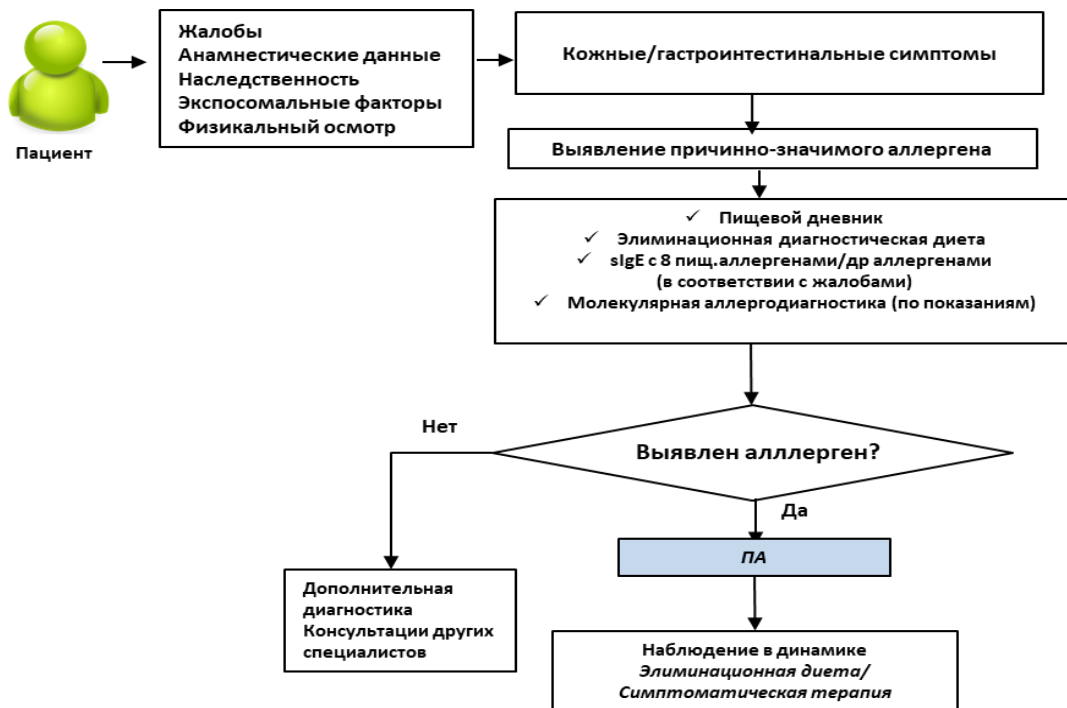 Пациент
Жалобы
Анамнестические данные
Наследственность
Экспосомальные факторы
Физикальный осмотр
Кожные/гастроинтестинальные симптомы
Выявление причинно-значимого аллергена
✓ Пищевой дневник
✓ Элиминационная диагностическая диета
✓ sIgE с 8 пищ.аллергенами/др аллергенами
(в соответствии с жалобами)
✓ Молекулярная аллергодиагностика (по показаниям)
Выявлен алллерген?
Нет
Да
Дополнительная
диагностика
Консультации других
специалистов
ПА
Наблюдение в динамике
Элиминационная диета/
Симптоматическая терапия